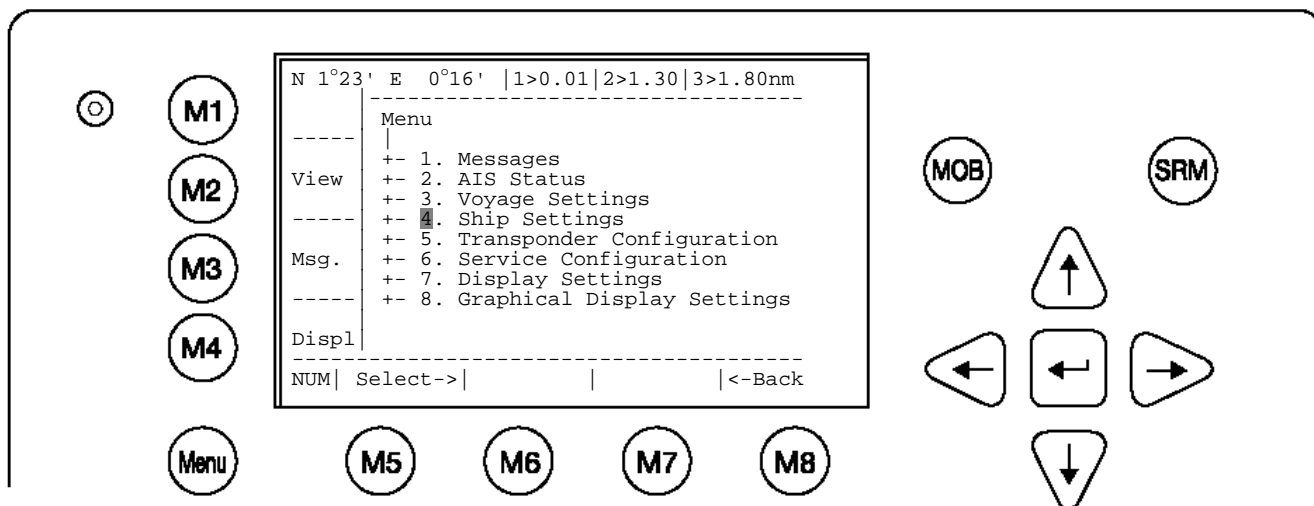 N 1°23' E 0°16' |1>0.01|2>1.30|3>1.80nm
Menu
+- 1. Messages
View +- 2. AIS Status
+- 3. Voyage Settings
+- 4. Ship Settings
+- 5. Transponder Configuration
Msg. +- 6. Service Configuration
+- 7. Display Settings
+- 8. Graphical Display Settings
Displ
NUM| Select->| | |<-Back
M1
M2
M3
M4
Menu
M5
M6
M7
M8
MOB
SRM